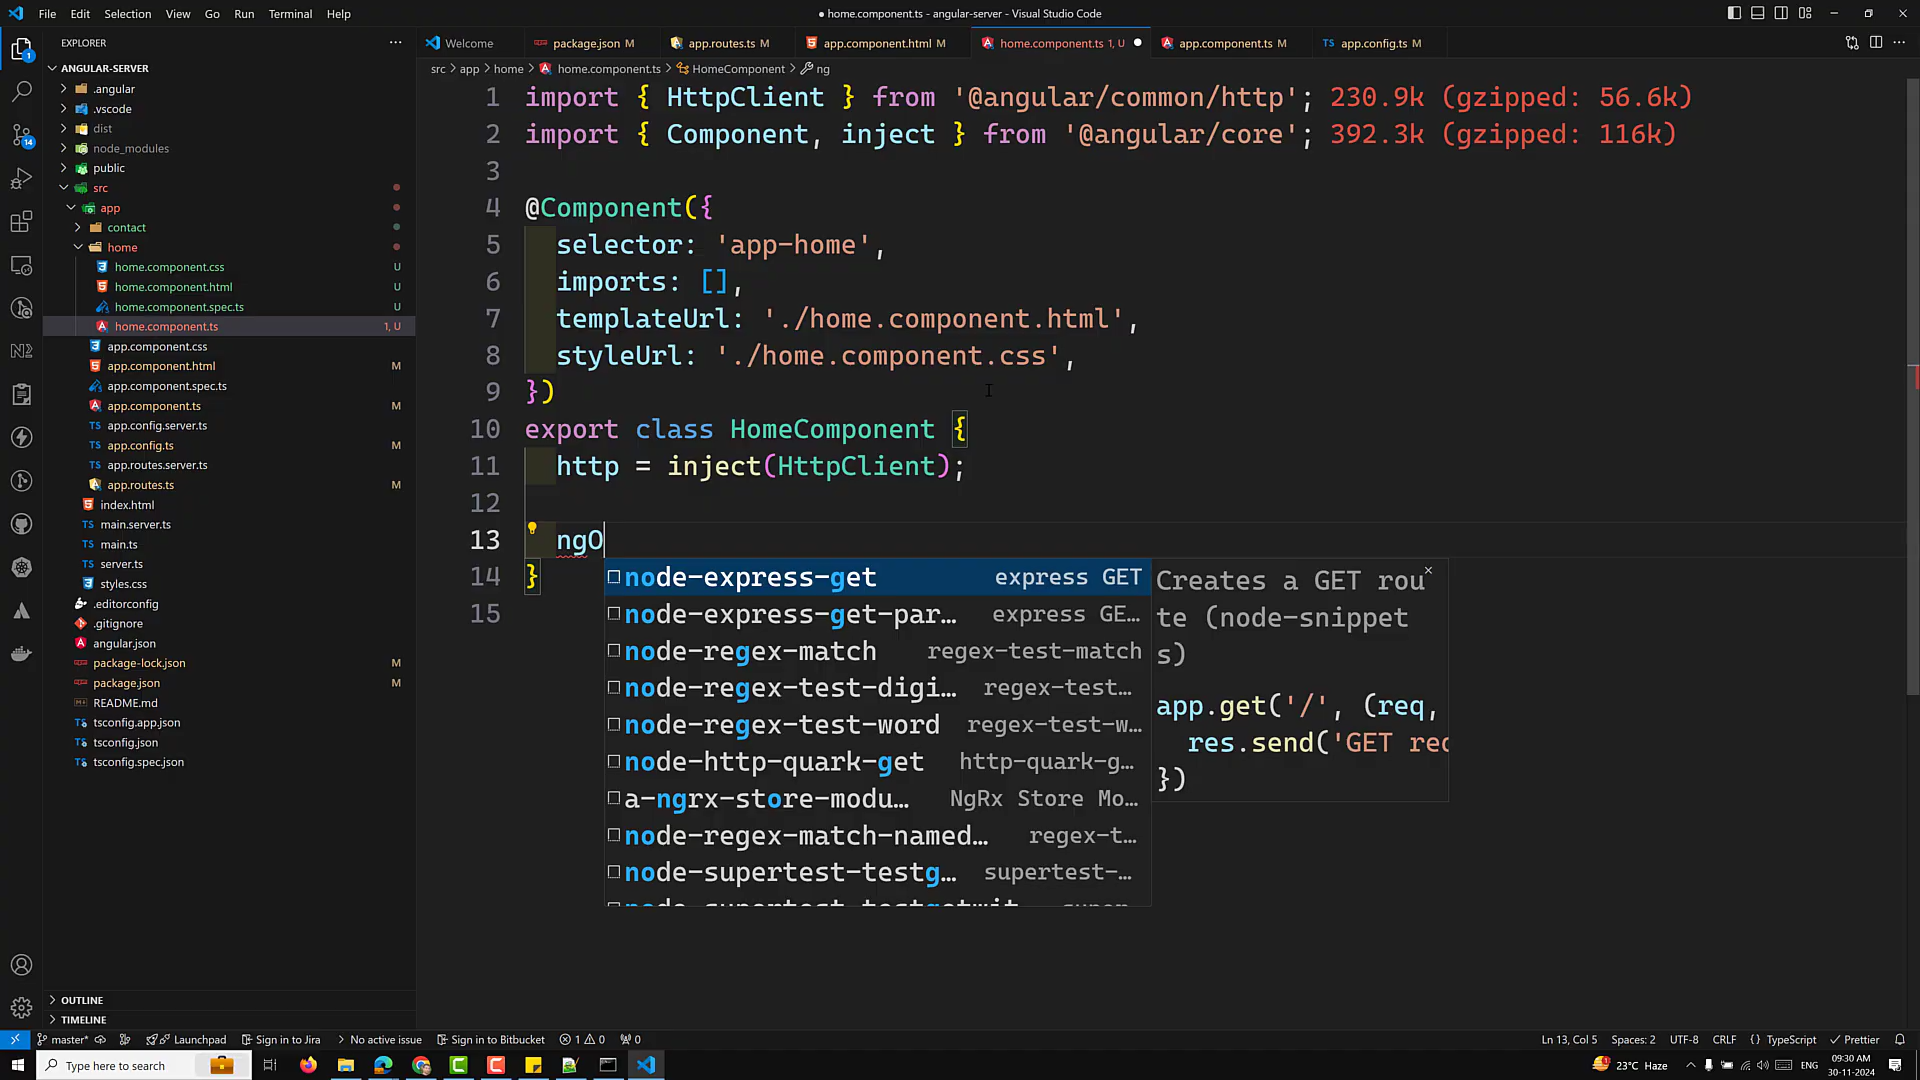 File Edit Selection View Go Run Terminal Help
● home.component.ts - angular-server - Visual Studio Code
EXPLORER
ANGULAR-SERVER
.angular
.vscode
dist
node_modules
public
src
app
contact
home
home.component.css U
home.component.html U
home.component.spec.ts U
home.component.ts 1, U
app.component.css
app.component.html M
app.component.spec.ts
app.component.ts M
app.config.server.ts
app.config.ts M
app.routes.server.ts
app.routes.ts M
index.html
main.server.ts
main.ts
server.ts
styles.css
.editorconfig
.gitignore
angular.json
package-lock.json M
package.json M
README.md
tsconfig.app.json
tsconfig.json
tsconfig.spec.json
OUTLINE
TIMELINE
Welcome package.json M app.routes.ts M app.component.html M home.component.ts 1, U ● app.component.ts M app.config.ts M
src > app > home > home.component.ts > HomeComponent > ng
1 import { HttpClient } from '@angular/common/http'; 230.9k (gzipped: 56.6k)
2 import { Component, inject } from '@angular/core'; 392.3k (gzipped: 116k)
3
4 @Component({
5 selector: 'app-home',
6 imports: [],
7 templateUrl: './home.component.html',
8 styleUrl: './home.component.css',
9 })
10 export class HomeComponent {
11 http = inject(HttpClient);
12
13 ngO
14 }
15
node-express-get express GET
node-express-get-par… express GE…
node-regex-match regex-test-match
node-regex-test-digi… regex-test…
node-regex-test-word regex-test-w…
node-http-quark-get http-quark-g…
a-ngrx-store-modu… NgRx Store Mo…
node-regex-match-named… regex-t…
node-supertest-testg… supertest-…
Creates a GET rou
te (node-snippet
s)
app.get('/', (req,
res.send('GET rec
})
master* Launchpad Sign in to Jira No active issue Sign in to Bitbucket 1 0 0
Ln 13, Col 5 Spaces: 2 UTF-8 CRLF {} TypeScript Prettier
Type here to search
23°C Haze ENG
09:30 AM
30-11-2024